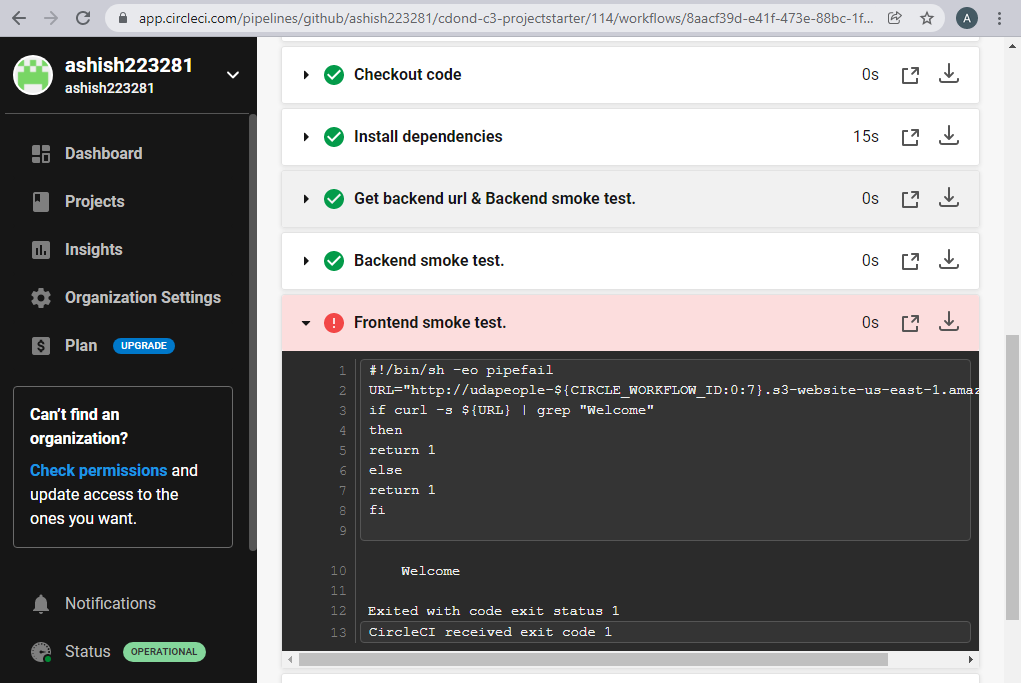 app.circleci.com/pipelines/github/ashish223281/cdond-c3-projectstarter/114/workflows/8aacf39d-e41f-473e-88bc-1f...
A
ashish223281
ashish223281
Dashboard
Projects
Insights
Organization Settings
Plan UPGRADE
Can't find an
organization?
Check permissions and
update access to the
ones you want.
Notifications
Status OPERATIONAL
Checkout code 0s
Install dependencies 15s
Get backend url & Backend smoke test. 0s
Backend smoke test. 0s
! Frontend smoke test. 0s
1 #!/bin/sh -eo pipefail
2 URL="http://udapeople-${CIRCLE_WORKFLOW_ID:0:7}.s3-website-us-east-1.amaz
3 if curl -s ${URL} | grep "Welcome"
4 then
5 return 1
6 else
7 return 1
8 fi
9
10 Welcome
11
12 Exited with code exit status 1
13 CircleCI received exit code 1